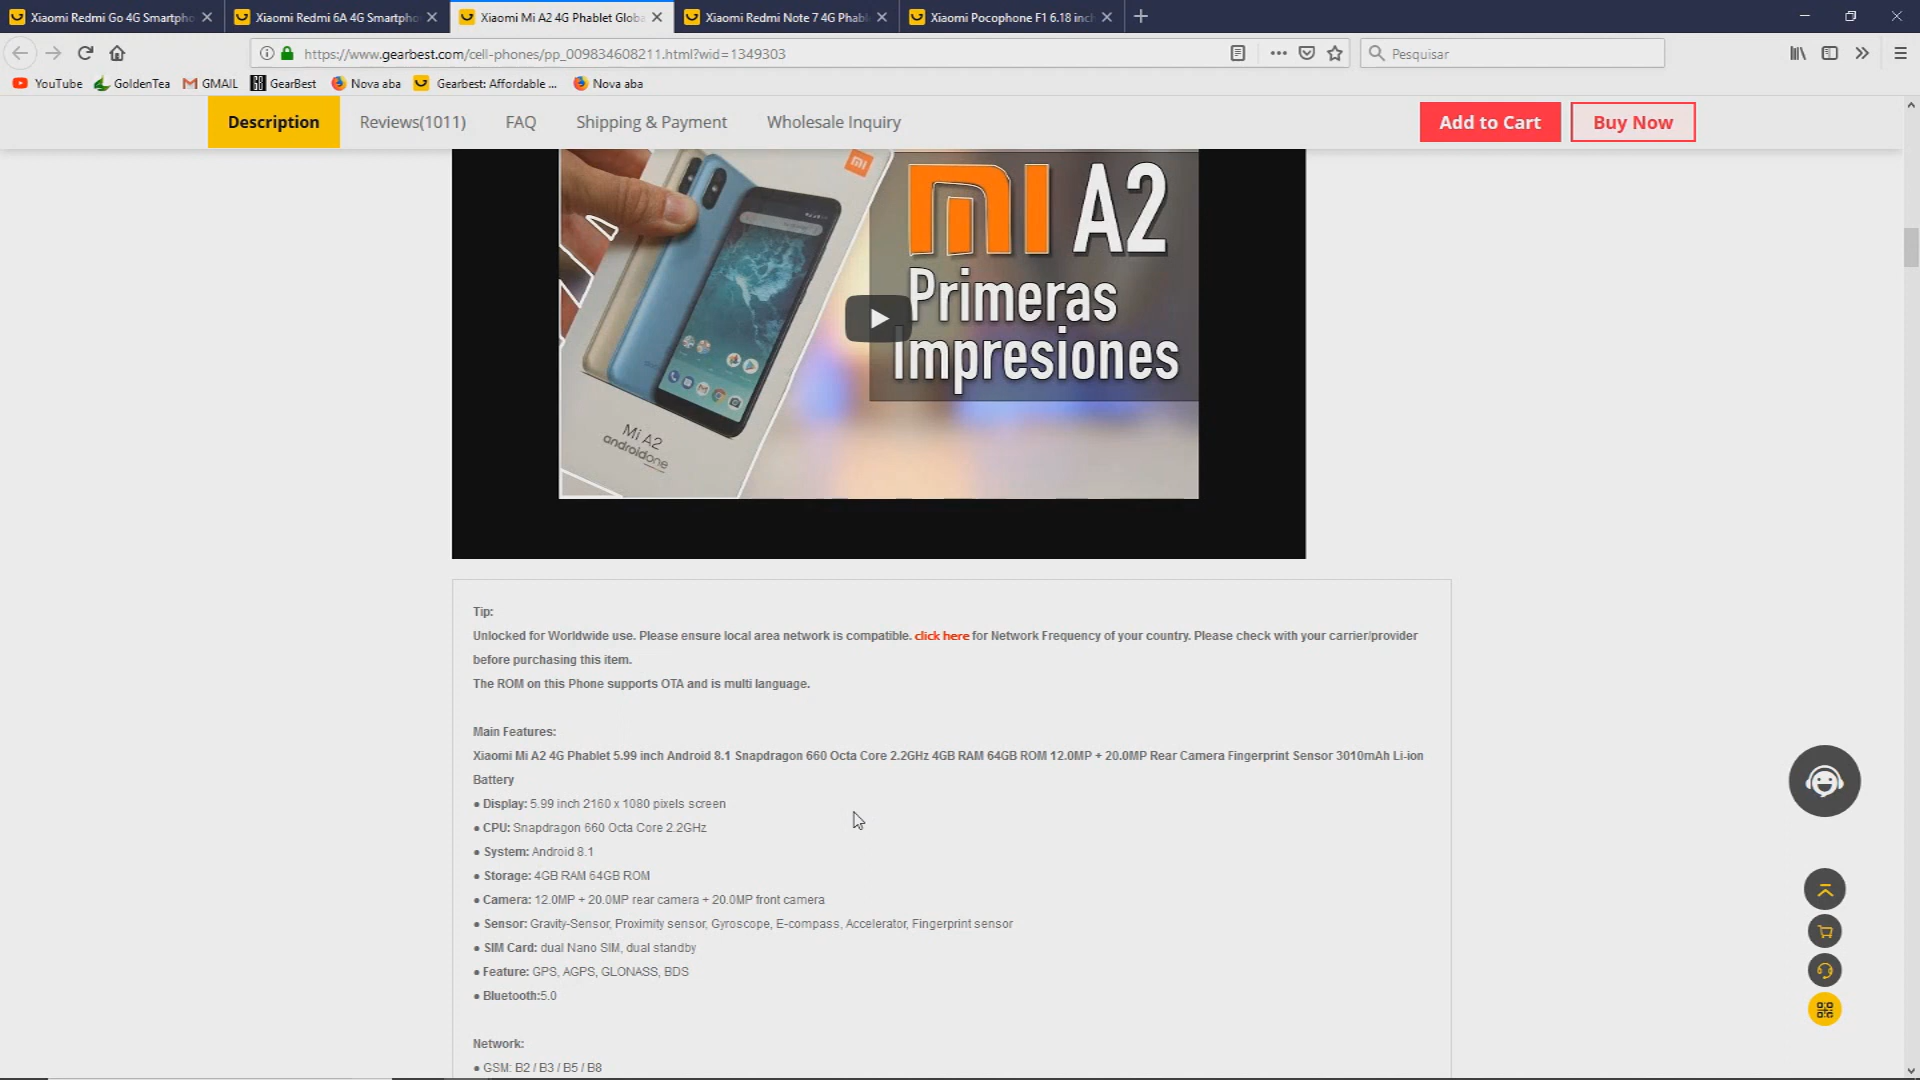 Xiaomi Redmi Go 4G Smartpho
Xiaomi Redmi 6A 4G Smartpho
Xiaomi Mi A2 4G Phablet Globa
Xiaomi Redmi Note 7 4G Phabl
Xiaomi Pocophone F1 6.18 inch
https://www.gearbest.com/cell-phones/pp_009834608211.html?wid=1349303
Pesquisar
YouTube
GoldenTea
GMAIL
GearBest
Nova aba
Gearbest: Affordable ...
Nova aba
Description
Reviews(1011)
FAQ
Shipping & Payment
Wholesale Inquiry
Add to Cart
Buy Now
MI A2
Primeras
Impresiones
Mi A2
androidone
Tip:
Unlocked for Worldwide use. Please ensure local area network is compatible. click here for Network Frequency of your country. Please check with your carrier/provider
before purchasing this item.
The ROM on this Phone supports OTA and is multi language.
Main Features:
Xiaomi Mi A2 4G Phablet 5.99 inch Android 8.1 Snapdragon 660 Octa Core 2.2GHz 4GB RAM 64GB ROM 12.0MP + 20.0MP Rear Camera Fingerprint Sensor 3010mAh Li-ion
Battery
● Display: 5.99 inch 2160 x 1080 pixels screen
● CPU: Snapdragon 660 Octa Core 2.2GHz
● System: Android 8.1
● Storage: 4GB RAM 64GB ROM
● Camera: 12.0MP + 20.0MP rear camera + 20.0MP front camera
● Sensor: Gravity-Sensor, Proximity sensor, Gyroscope, E-compass, Accelerator, Fingerprint sensor
● SIM Card: dual Nano SIM, dual standby
● Feature: GPS, AGPS, GLONASS, BDS
● Bluetooth:5.0
Network:
● GSM: B2 / B3 / B5 / B8